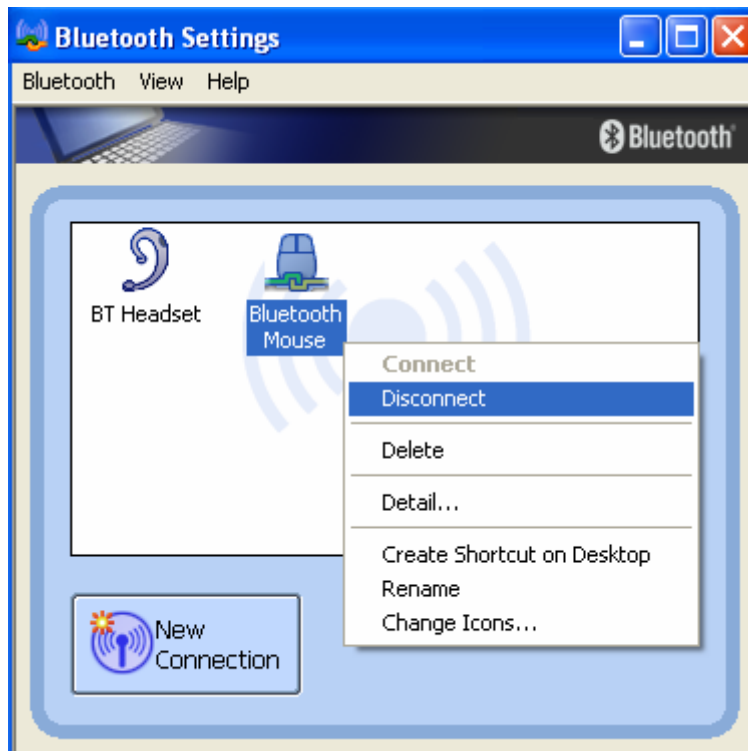 Bluetooth Settings
Bluetooth View Help
Bluetooth
BT Headset
Bluetooth
Mouse
Connect
Disconnect
Delete
Detail...
Create Shortcut on Desktop
Rename
Change Icons...
New
Connection